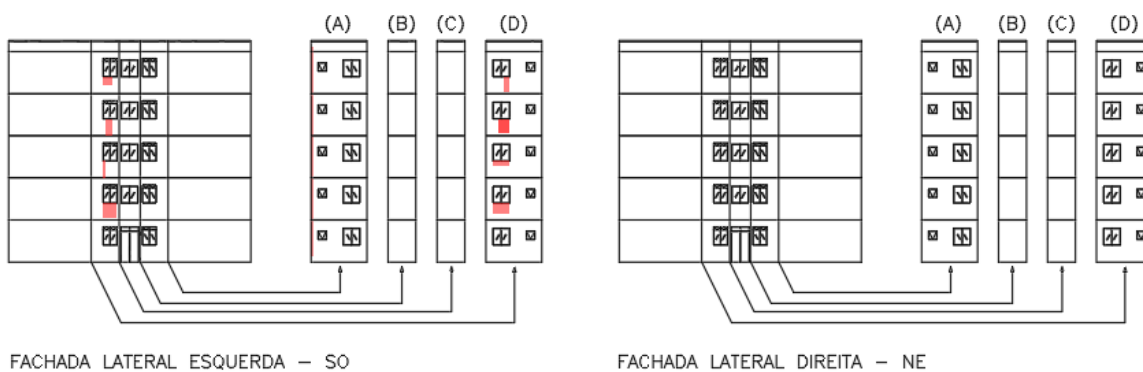 (A) (B) (C) (D)
(A) (B) (C) (D)
FACHADA LATERAL ESQUERDA – SO
FACHADA LATERAL DIREITA – NE